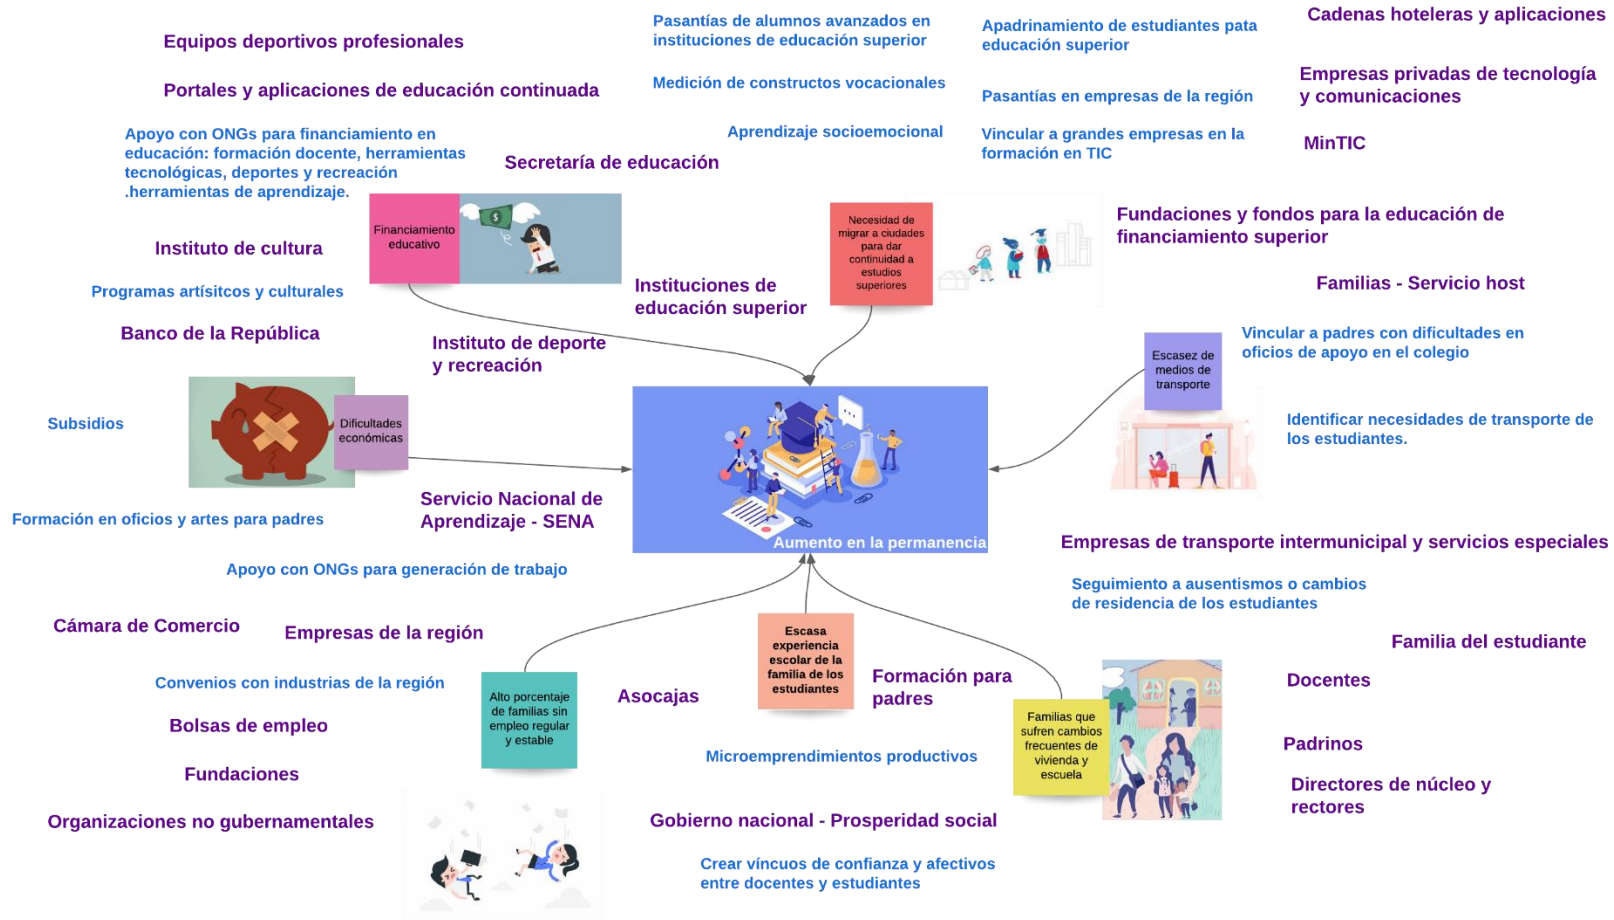 Equipos deportivos profesionales
Portales y aplicaciones de educación continuada
Apoyo con ONGs para financiamiento en
educación: formación docente, herramientas
tecnológicas, deportes y recreación
.herramientas de aprendizaje.
Secretaría de educación
Pasantías de alumnos avanzados en
instituciones de educación superior
Medición de constructos vocacionales
Aprendizaje socioemocional
Apadrinamiento de estudiantes pata
educación superior
Pasantías en empresas de la región
Vincular a grandes empresas en la
formación en TIC
Cadenas hoteleras y aplicaciones
Empresas privadas de tecnología
y comunicaciones
MinTIC
Financiamiento
educativo
Necesidad de
migrar a ciudades
para dar
continuidad a
estudios
superiores
Fundaciones y fondos para la educación de
financiamiento superior
Instituto de cultura
Programas artísitcos y culturales
Banco de la República
Instituciones de
educación superior
Instituto de deporte
y recreación
Familias - Servicio host
Vincular a padres con dificultades en
oficios de apoyo en el colegio
Escasez de
medios de
transporte
Identificar necesidades de transporte de
los estudiantes.
Subsidios
Dificultades
económicas
Formación en oficios y artes para padres
Servicio Nacional de
Aprendizaje - SENA
Aumento en la permanencia
Empresas de transporte intermunicipal y servicios especiales
Apoyo con ONGs para generación de trabajo
Seguimiento a ausentismos o cambios
de residencia de los estudiantes
Cámara de Comercio
Empresas de la región
Convenios con industrias de la región
Bolsas de empleo
Fundaciones
Organizaciones no gubernamentales
Alto porcentaje
de familias sin
empleo regular
y estable
Asocajas
Escasa
experiencia
escolar de la
familia de los
estudiantes
Formación para
padres
Microemprendimientos productivos
Gobierno nacional - Prosperidad social
Crear víncuos de confianza y afectivos
entre docentes y estudiantes
Familias que
sufren cambios
frecuentes de
vivienda y
escuela
Familia del estudiante
Docentes
Padrinos
Directores de núcleo y
rectores